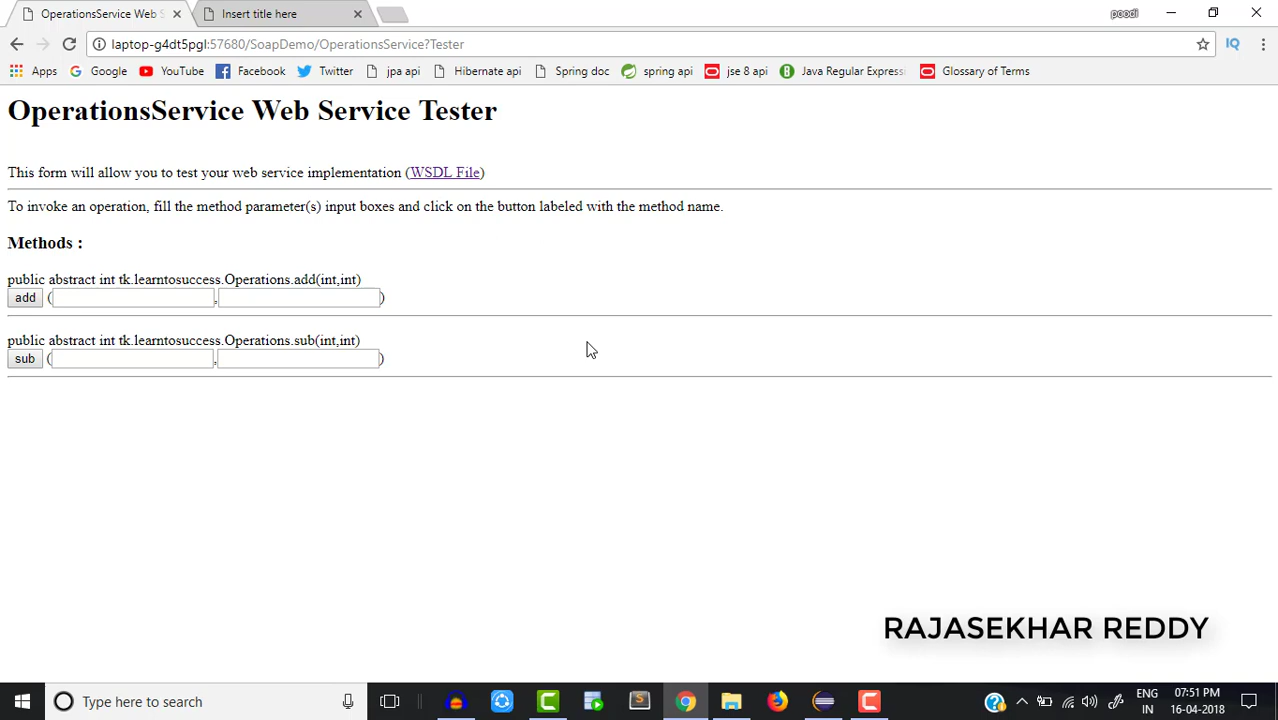 OperationsService Web S
Insert title here
pcodi
laptop-g4dt5pgl:57680/SoapDemo/OperationsService?Tester
IQ
Apps
Google
YouTube
Facebook
Twitter
jpa api
Hibernate api
Spring doc
spring api
jse 8 api
Java Regular Express
Glossary of Terms
OperationsService Web Service Tester
This form will allow you to test your web service implementation (WSDL File)
To invoke an operation, fill the method parameter(s) input boxes and click on the button labeled with the method name.
Methods :
public abstract int tk.learntosuccess.Operations.add(int,int)
add ( , )
public abstract int tk.learntosuccess.Operations.sub(int,int)
sub ( , )
RAJASEKHAR REDDY
Type here to search
ENG
IN
07:51 PM
16-04-2018